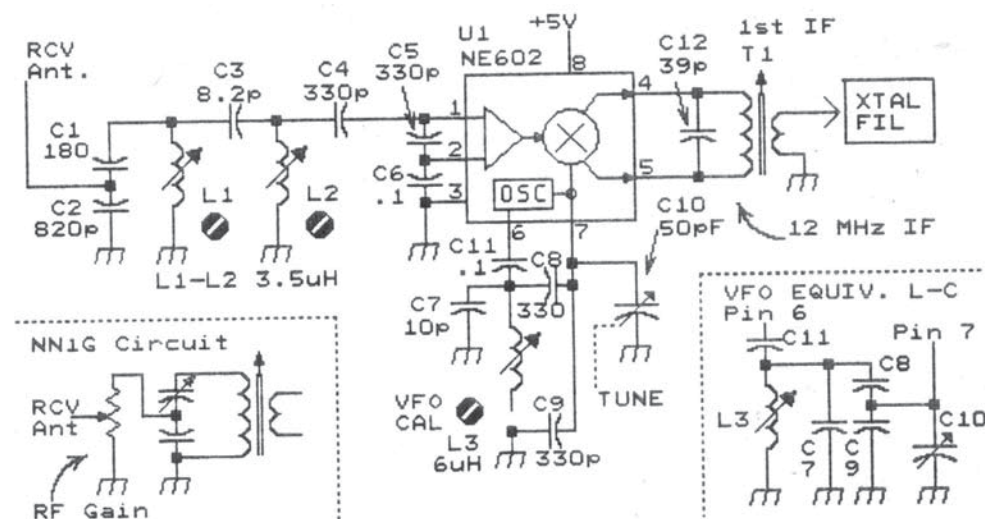 RCV
Ant.
C1
180
C2
820p
C3
8.2p
C4
330p
L1
L2
L1-L2 3.5uH
C5
330p
C6
.1
U1
NE602
+5V
8
1
2
3
4
5
6
7
OSC
C12
39p
1st IF
T1
XTAL
FIL
12 MHz IF
C10
50pF
TUNE
C11
.1
C7
10p
C8
330
VFO
CAL
L3
6uH
C9
330p
NN1G Circuit
RCV
Ant
RF Gain
VFO EQUIV. L-C
Pin 6
C11
Pin 7
C8
L3
C
7
C
9
C10